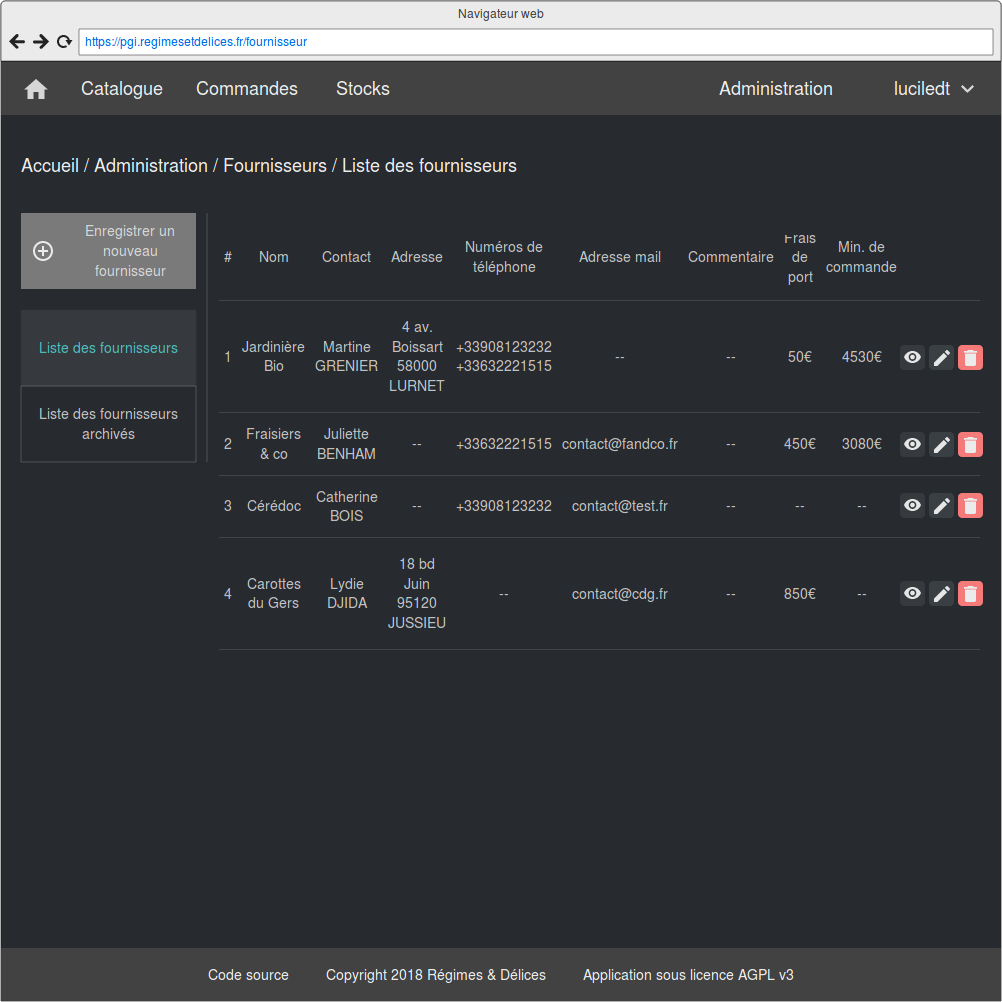 Navigateur web
https://pgi.regimesetdelices.fr/fournisseur
Catalogue Commandes Stocks Administration luciledt
Accueil / Administration / Fournisseurs / Liste des fournisseurs
Enregistrer un
nouveau
fournisseur
Liste des fournisseurs
Liste des fournisseurs
archivés
# Nom Contact Adresse Numéros de
téléphone Adresse mail Commentaire Frais
de
port Min. de
commande
1 Jardinière
Bio Martine
GRENIER 4 av.
Boissart
58000
LURNET +33908123232
+33632221515 -- -- 50€ 4530€
2 Fraisiers
& co Juliette
BENHAM -- +33632221515 contact@fandco.fr -- 450€ 3080€
3 Cérédoc Catherine
BOIS -- +33908123232 contact@test.fr -- -- --
4 Carottes
du Gers Lydie
DJIDA 18 bd
Juin
95120
JUSSIEU -- contact@cdg.fr -- 850€ --
Code source Copyright 2018 Régimes & Délices Application sous licence AGPL v3